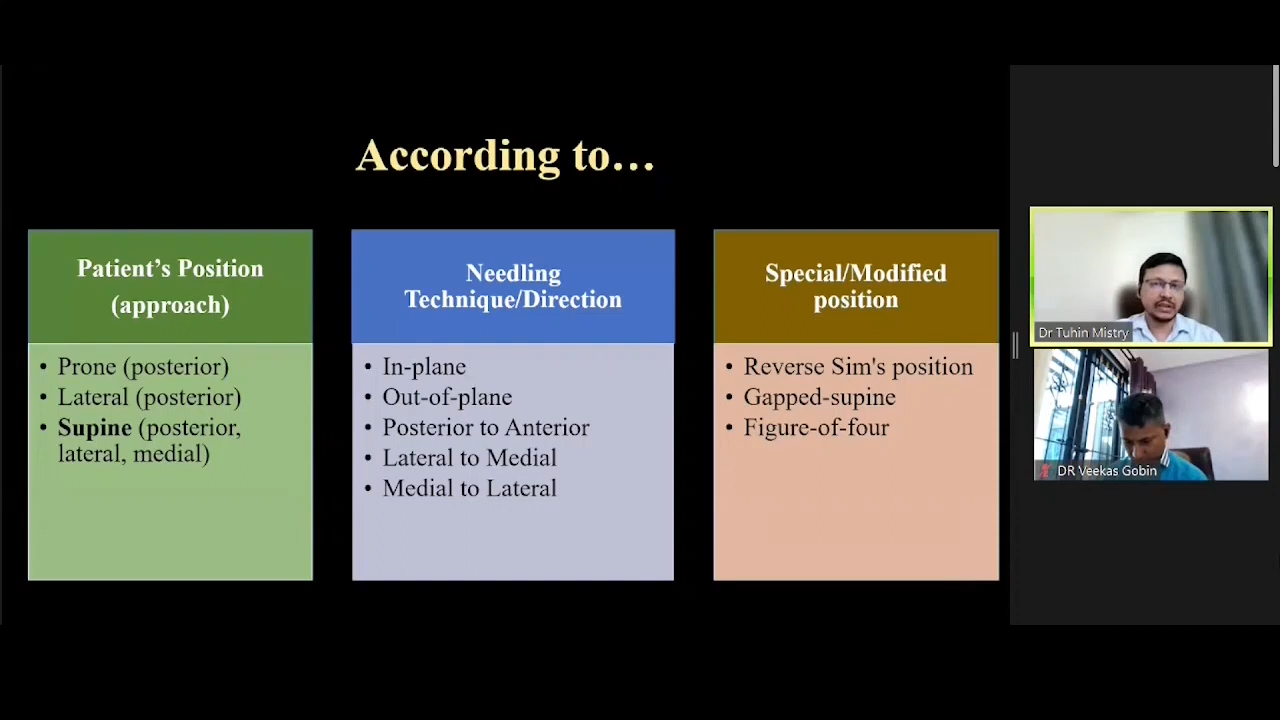 According to…
Patient’s Position
(approach)
• Prone (posterior)
• Lateral (posterior)
• Supine (posterior,
lateral, medial)
Needling
Technique/Direction
• In-plane
• Out-of-plane
• Posterior to Anterior
• Lateral to Medial
• Medial to Lateral
Special/Modified
position
• Reverse Sim's position
• Gapped-supine
• Figure-of-four
Dr Tuhin Mistry
DR Veekas Gobin